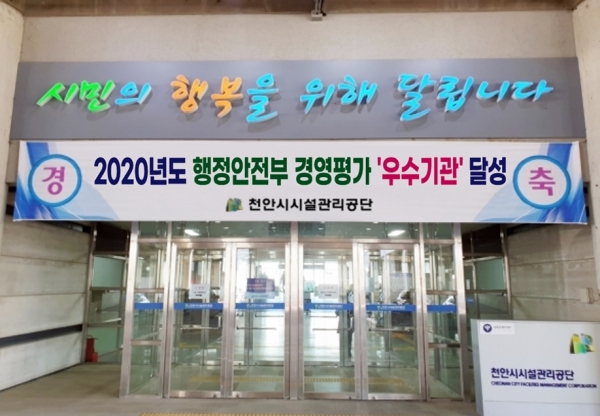 시민의 행복을 위해 달립니다
경 2020년도 행정안전부 경영평가 '우수기관' 달성 축
천안시시설관리공단
천안시시설관리공단
CHEONAN CITY FACILITIES MANAGEMENT CORPORATION